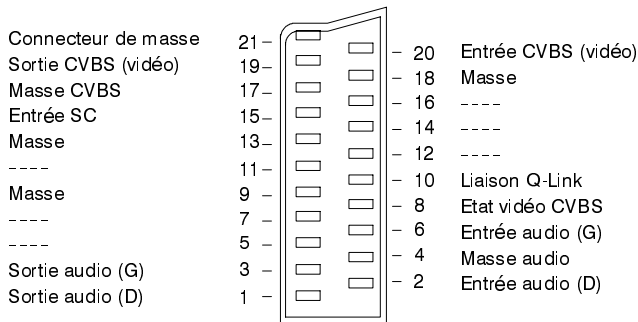 Connecteur de masse 21
Sortie CVBS (vidéo) 19
Masse CVBS 17
Entrée SC 15
Masse 13
---- 11
Masse 9
---- 7
---- 5
Sortie audio (G) 3
Sortie audio (D) 1
20 Entrée CVBS (vidéo)
18 Masse
16 ----
14 ----
12 ----
10 Liaison Q-Link
8 Etat vidéo CVBS
6 Entrée audio (G)
4 Masse audio
2 Entrée audio (D)